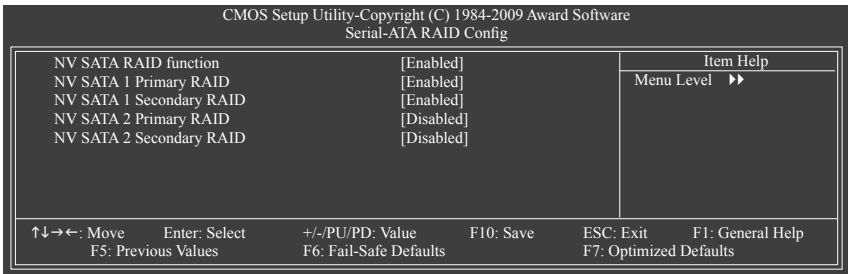 CMOS Setup Utility-Copyright (C) 1984-2009 Award Software
Serial-ATA RAID Config
NV SATA RAID function [Enabled]
NV SATA 1 Primary RAID [Enabled]
NV SATA 1 Secondary RAID [Enabled]
NV SATA 2 Primary RAID [Disabled]
NV SATA 2 Secondary RAID [Disabled]
Item Help
Menu Level ▶▶
↑↓→←: Move Enter: Select +/-/PU/PD: Value F10: Save ESC: Exit F1: General Help
F5: Previous Values F6: Fail-Safe Defaults F7: Optimized Defaults